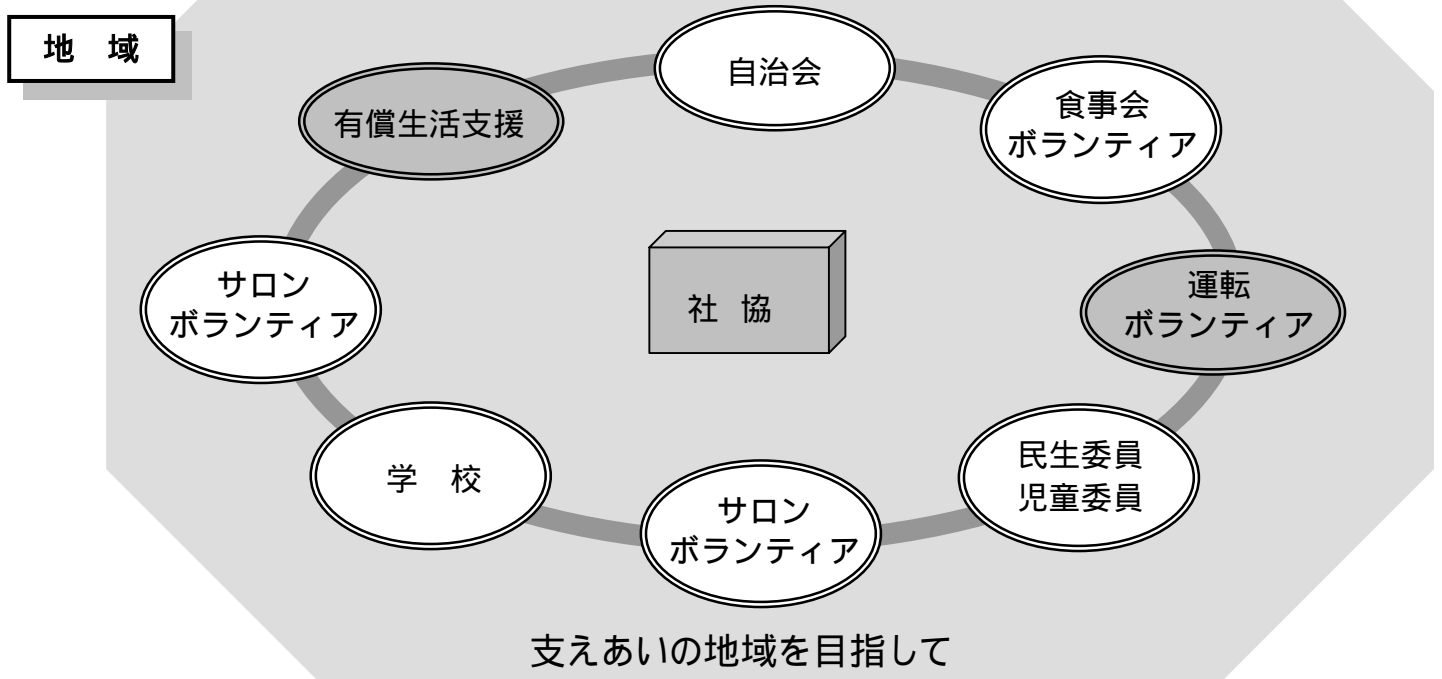 地　域
自治会
有償生活支援
食事会
ボランティア
サロン
ボランティア
社　協
運転
ボランティア
学　校
サロン
ボランティア
民生委員
児童委員
支えあいの地域を目指して